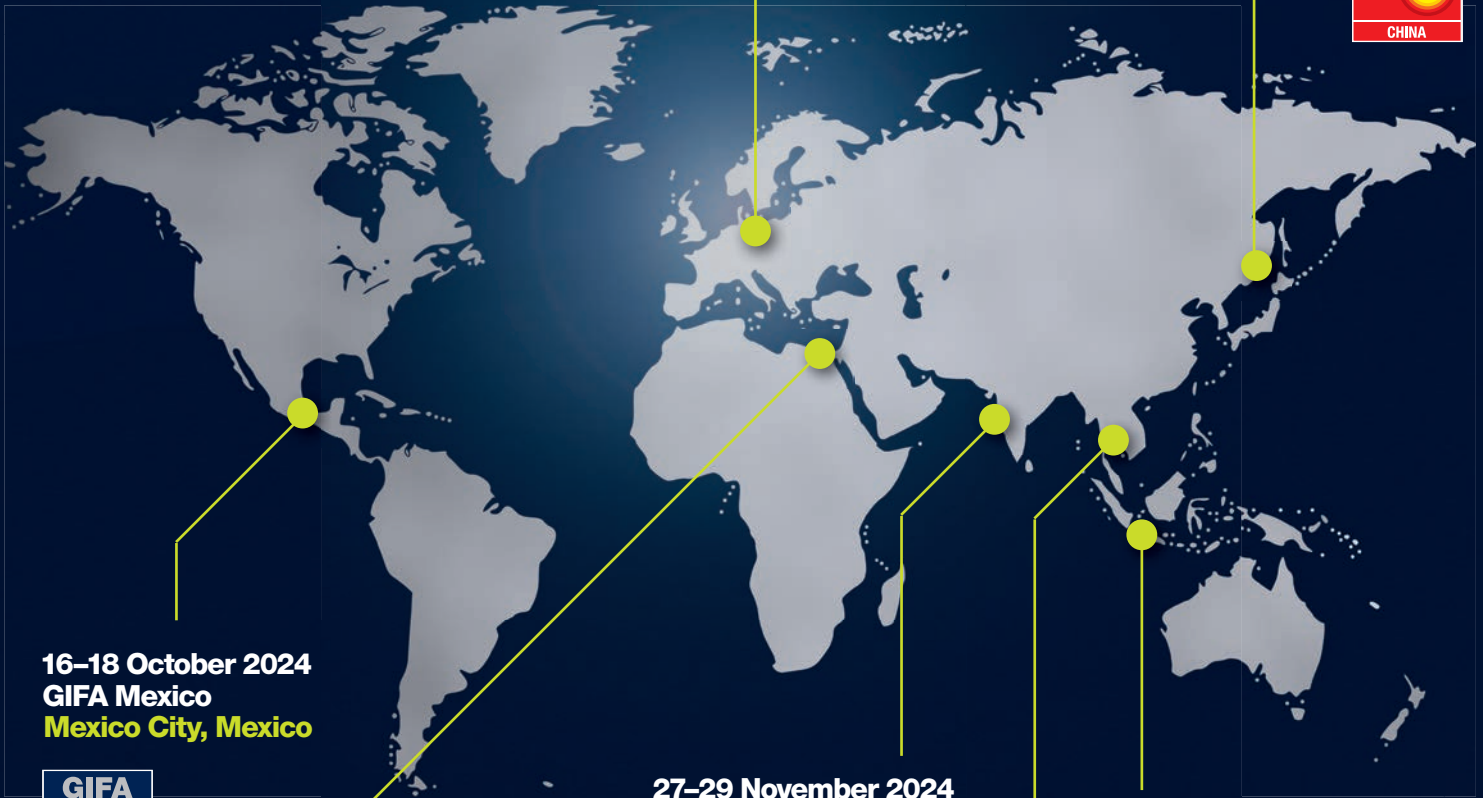 CHINA
16–18 October 2024
GIFA Mexico
Mexico City, Mexico
GIFA
27–29 November 2024